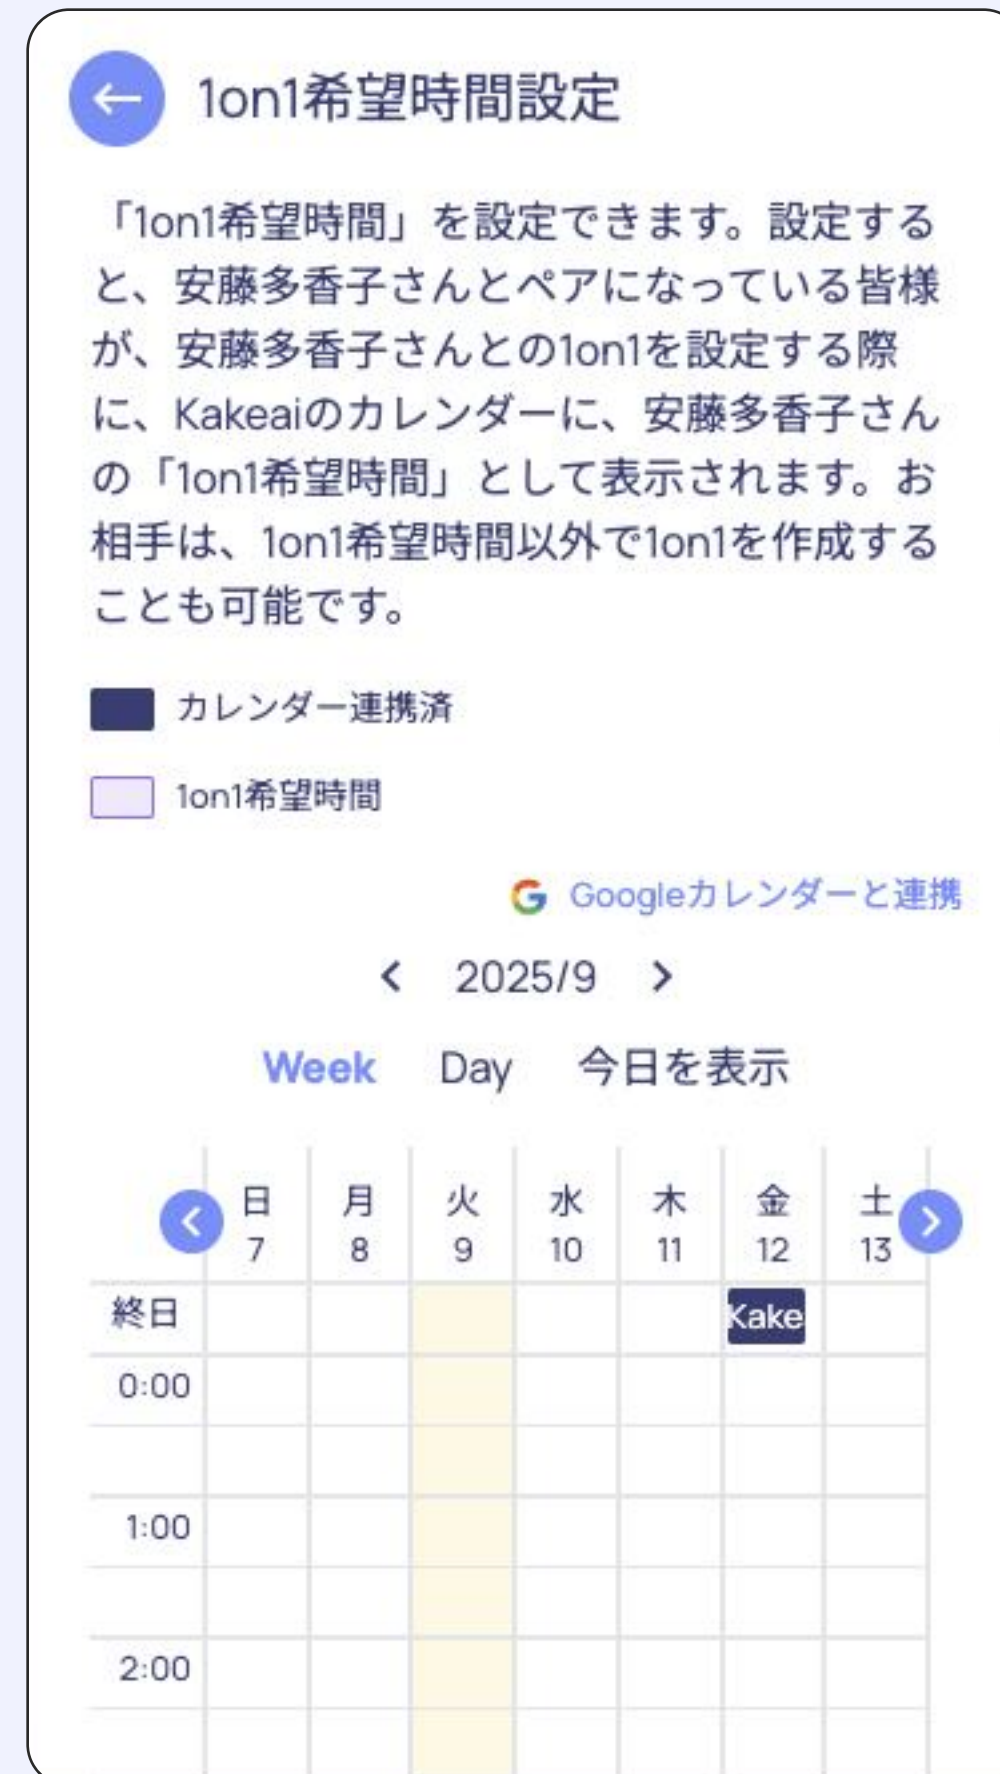 1on1希望時間設定
「1on1希望時間」を設定できます。設定する
と、安藤多香子さんとペアになっている皆様
が、安藤多香子さんとの1on1を設定する際
に、Kakeaiのカレンダーに、安藤多香子さん
の「1on1希望時間」として表示されます。お
相手は、1on1希望時間以外で1on1を作成する
ことも可能です。
カレンダー連携済
1on1希望時間
Googleカレンダーと連携
2025/9
Week Day 今日を表示
日 月 火 水 木 金 土
7 8 9 10 11 12 13
終日 Kake
0:00
1:00
2:00